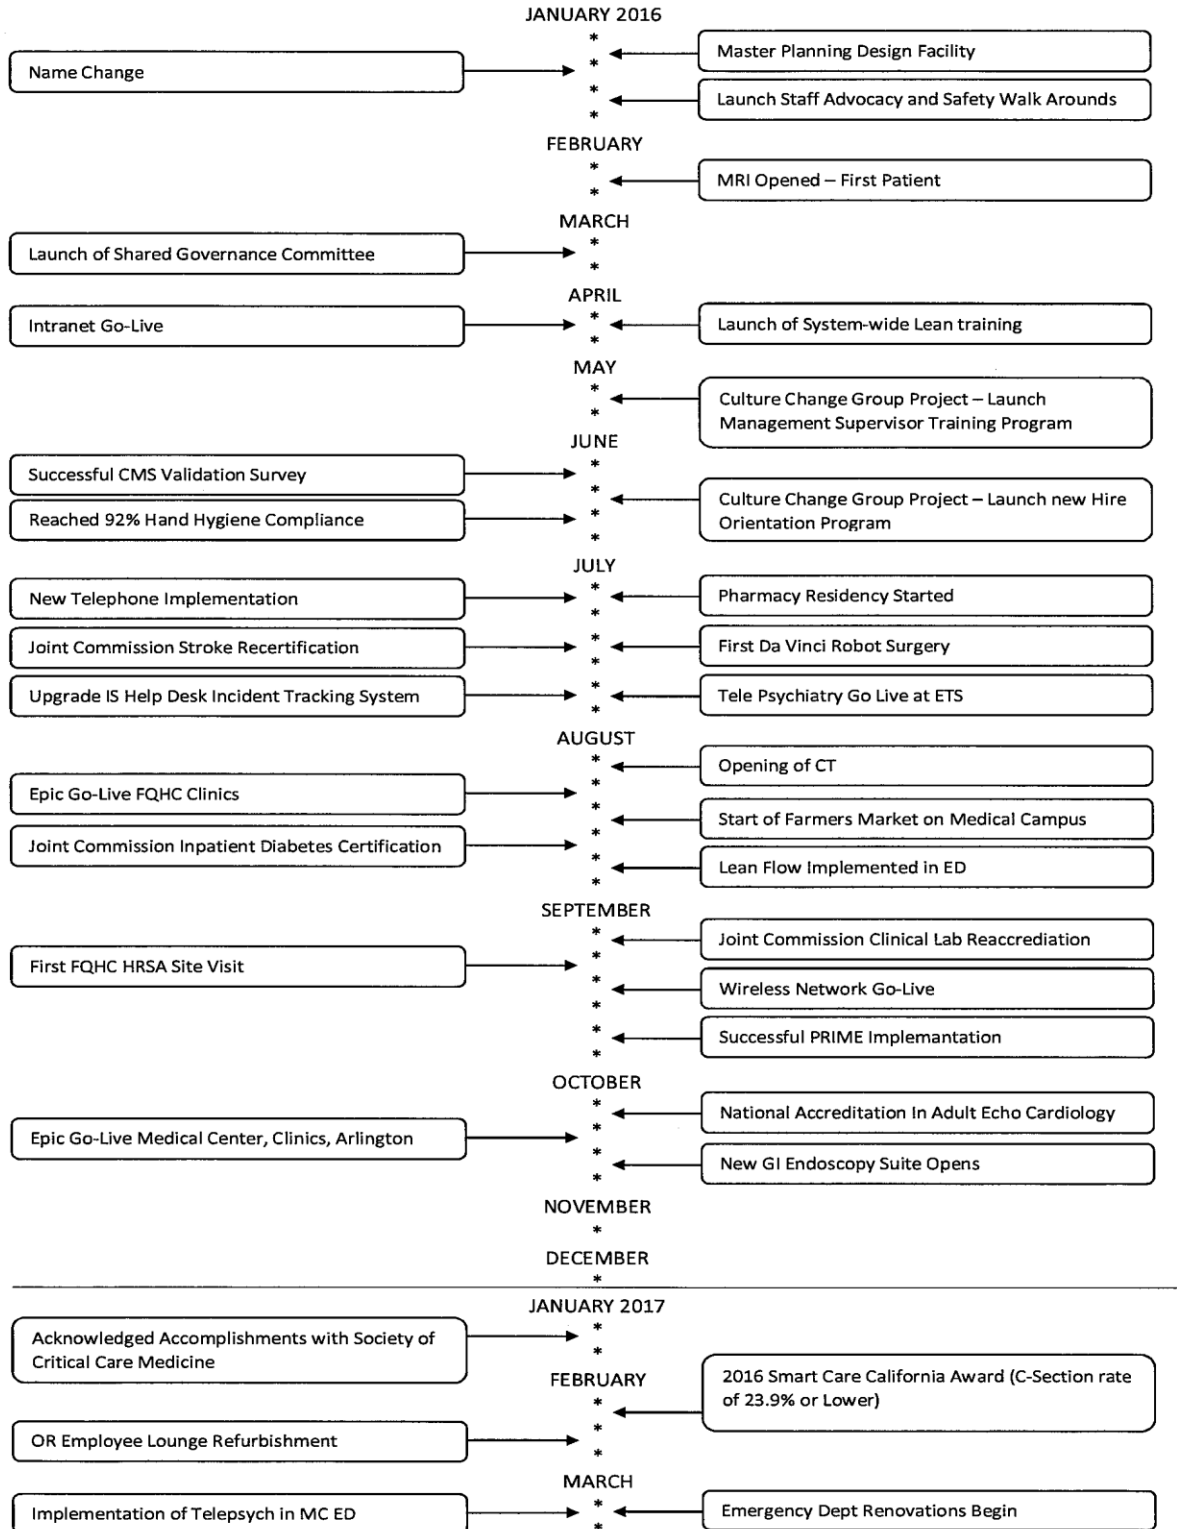 JANUARY 2016
*
Master Planning Design Facility
Name Change
*
*
Launch Staff Advocacy and Safety Walk Arounds
*
FEBRUARY
*
MRI Opened – First Patient
*
MARCH
*
Launch of Shared Governance Committee
*
APRIL
Intranet Go-Live
*
Launch of System-wide Lean training
*
MAY
*
Culture Change Group Project – Launch
Management Supervisor Training Program
*
JUNE
*
Successful CMS Validation Survey
*
Culture Change Group Project – Launch new Hire
Orientation Program
Reached 92% Hand Hygiene Compliance
*
*
JULY
*
New Telephone Implementation
Pharmacy Residency Started
*
Joint Commission Stroke Recertification
*
First Da Vinci Robot Surgery
*
Upgrade IS Help Desk Incident Tracking System
*
Tele Psychiatry Go Live at ETS
*
AUGUST
*
Opening of CT
*
Epic Go-Live FQHC Clinics
*
Start of Farmers Market on Medical Campus
*
Joint Commission Inpatient Diabetes Certification
*
Lean Flow Implemented in ED
*
SEPTEMBER
*
Joint Commission Clinical Lab Reaccrediation
*
First FQHC HRSA Site Visit
*
Wireless Network Go-Live
*
*
Successful PRIME Implemantation
*
OCTOBER
*
National Accreditation In Adult Echo Cardiology
*
Epic Go-Live Medical Center, Clinics, Arlington
*
New GI Endoscopy Suite Opens
*
NOVEMBER
*
DECEMBER
*
JANUARY 2017
*
Acknowledged Accomplishments with Society of
Critical Care Medicine
*
FEBRUARY
2016 Smart Care California Award (C-Section rate
of 23.9% or Lower)
*
*
OR Employee Lounge Refurbishment
*
*
MARCH
Implementation of Telepsych in MC ED
*
Emergency Dept Renovations Begin
*